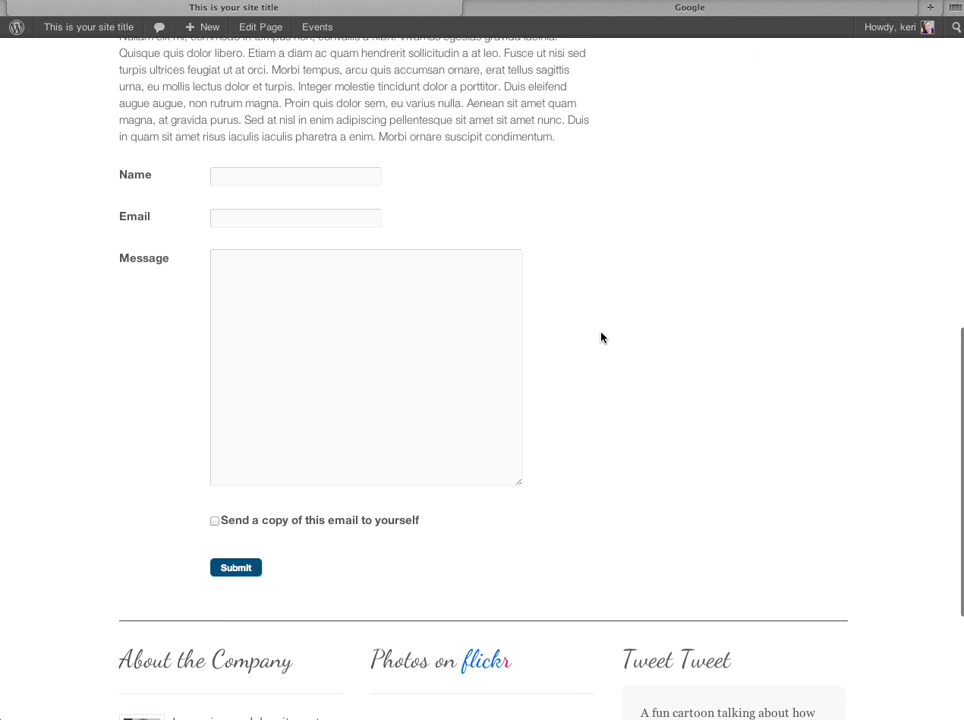 This is your site title
Google
This is your site title
New
Edit Page
Events
Howdy, keri
Quisque quis dolor libero. Etiam a diam ac quam hendrerit sollicitudin a at leo. Fusce ut nisi sed
turpis ultrices feugiat ut at orci. Morbi tempus, arcu quis accumsan ornare, erat tellus sagittis
urna, eu mollis lectus dolor et turpis. Integer molestie tincidunt dolor a porttitor. Duis eleifend
augue augue, non rutrum magna. Proin quis dolor sem, eu varius nulla. Aenean sit amet quam
magna, at gravida purus. Sed at nisl in enim adipiscing pellentesque sit amet sit amet nunc. Duis
in quam sit amet risus iaculis iaculis pharetra a enim. Morbi ornare suscipit condimentum.
Name
Email
Message
Send a copy of this email to yourself
Submit
About the Company
Photos on flickr
Tweet Tweet
A fun cartoon talking about how